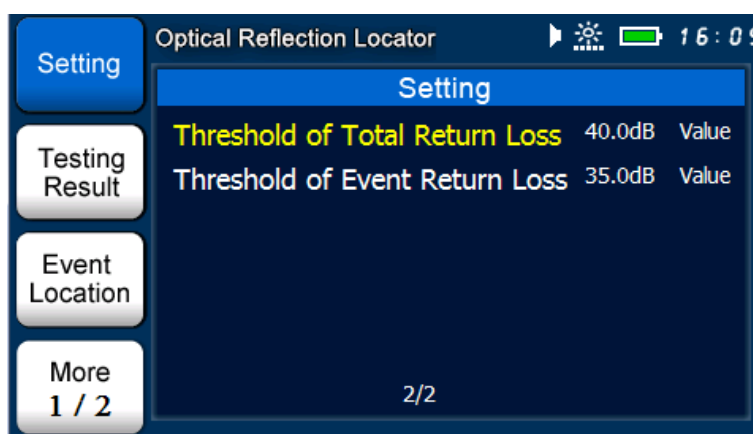 Setting
Testing
Result
Event
Location
More
1 / 2
Optical Reflection Locator
Setting
Threshold of Total Return Loss 40.0dB Value
Threshold of Event Return Loss 35.0dB Value
2/2